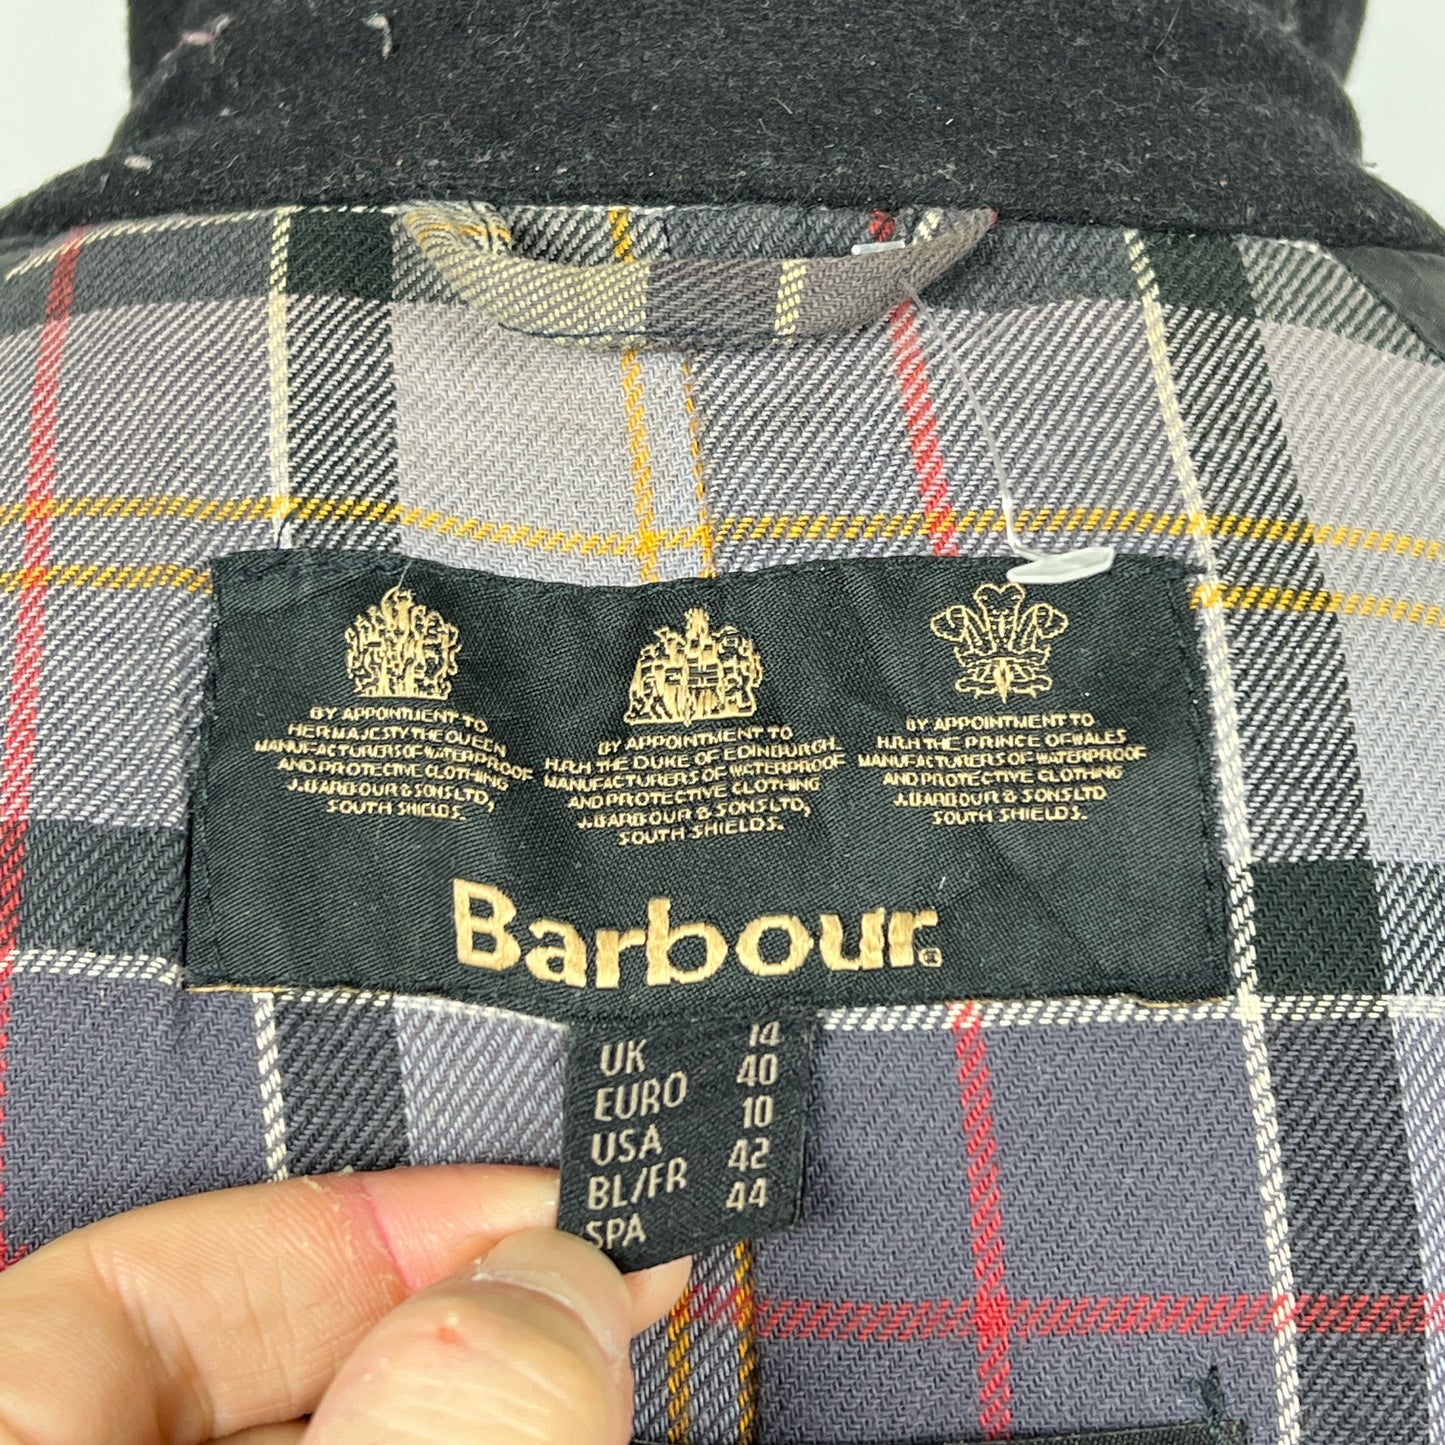 BY APPOINTMENT TO
HER MAJESTY THE QUEEN
MANUFACTURERS OF WATERPROOF
AND PROTECTIVE CLOTHING
J. BARBOUR & SONS LTD,
SOUTH SHIELDS.
BY APPOINTMENT TO
H.R.H THE DUKE OF EDINBURGH.
MANUFACTURERS OF WATERPROOF
AND PROTECTIVE CLOTHING
J. BARBOUR & SONS LTD,
SOUTH SHIELDS.
BY APPOINTMENT TO
H.R.H THE PRINCE OF WALES
MANUFACTURERS OF WATERPROOF
AND PROTECTIVE CLOTHING
J. BARBOUR & SONS LTD
SOUTH SHIELDS.
Barbour®
UK 14
EURO 40
USA 10
BL/FR 42
SPA 44